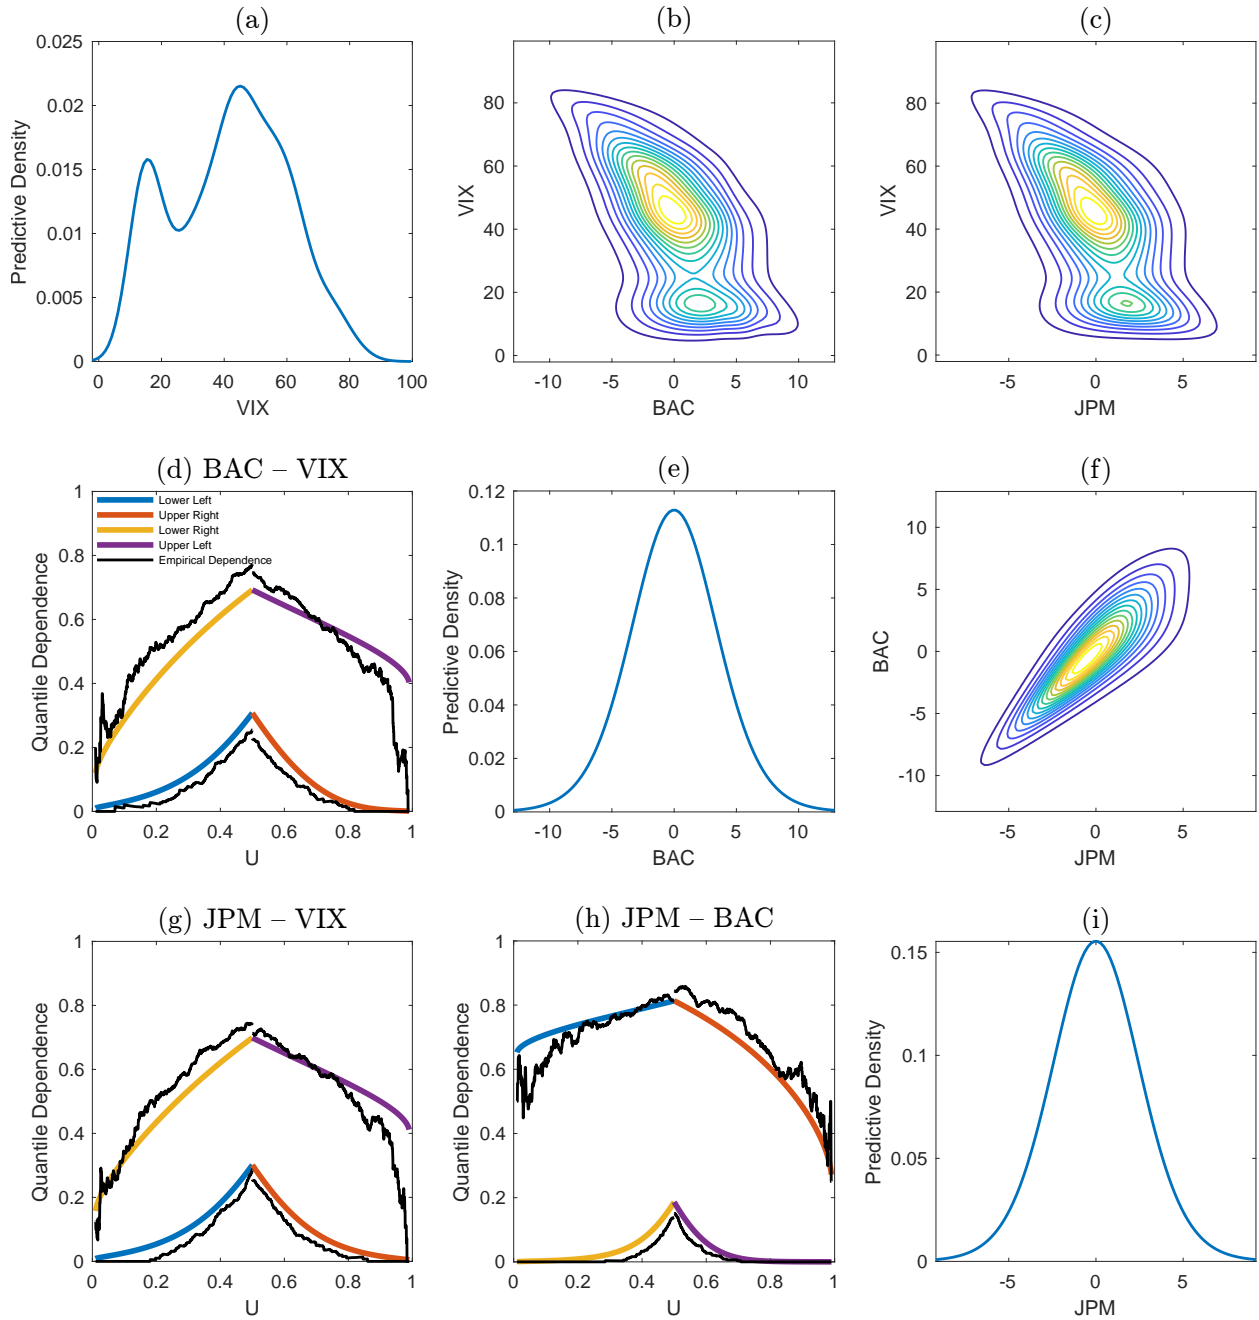 (a)
(b)
(c)
0.025
0.02
0.015
0.01
0.005
0
Predictive Density
0 20 40 60 80 100
VIX
80
60
40
20
0
VIX
-10 -5 0 5 10
BAC
80
60
40
20
0
VIX
-5 0 5
JPM
(d) BAC – VIX
(e)
(f)
1
0.8
0.6
0.4
0.2
0
Quantile Dependence
Lower Left
Upper Right
Lower Right
Upper Left
Empirical Dependence
0 0.2 0.4 0.6 0.8 1
U
0.12
0.1
0.08
0.06
0.04
0.02
0
Predictive Density
-10 -5 0 5 10
BAC
10
5
0
-5
-10
BAC
-5 0 5
JPM
(g) JPM – VIX
(h) JPM – BAC
(i)
1
0.8
0.6
0.4
0.2
0
Quantile Dependence
0 0.2 0.4 0.6 0.8 1
U
1
0.8
0.6
0.4
0.2
0
Quantile Dependence
0 0.2 0.4 0.6 0.8 1
U
0.15
0.1
0.05
0
Predictive Density
-5 0 5
JPM